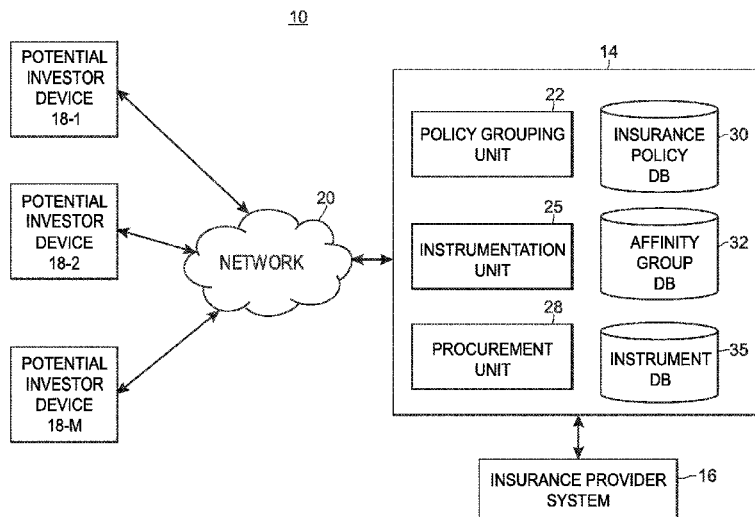 10
POTENTIAL
INVESTOR
DEVICE
18-1
POTENTIAL
INVESTOR
DEVICE
18-2
POTENTIAL
INVESTOR
DEVICE
18-M
20
NETWORK
14
22
POLICY GROUPING
UNIT
INSURANCE
POLICY
DB
30
25
INSTRUMENTATION
UNIT
AFFINITY
GROUP
DB
32
28
PROCUREMENT
UNIT
INSTRUMENT
DB
35
INSURANCE PROVIDER
SYSTEM
16